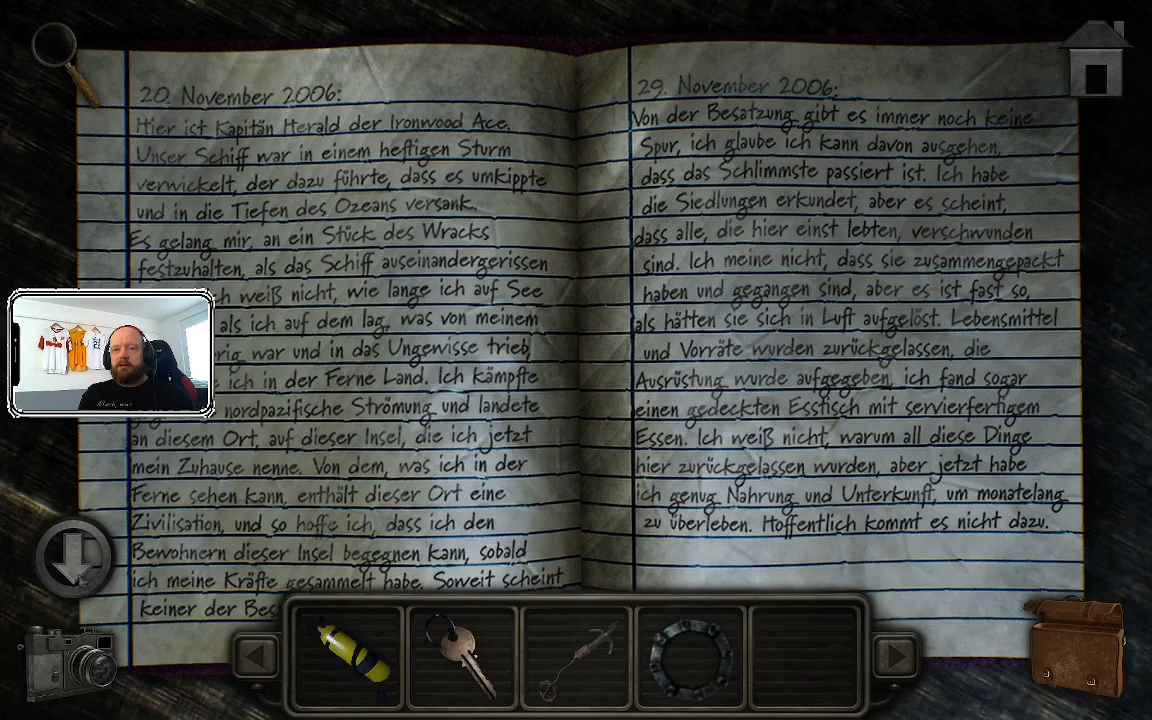 20. November 2006:
Hier ist Kapitän Herald der Ironwood Ace.
Unser Schiff war in einem heftigen Sturm
verwickelt, der dazu führte, dass es umkippte
und in die Tiefen des Ozeans versank.
Es gelang mir, an ein Stück des Wracks
festzuhalten, als das Schiff auseinandergerissen
weiß nicht, wie lange ich auf See
als ich auf dem lag, was von meinem
war und in das Ungewisse trieb,
ich in der Ferne Land. Ich kämpfte
nordpazifische Strömung und landete
an diesem Ort, auf dieser Insel, die ich jetzt
mein Zuhause nenne. Von dem, was ich in der
Ferne sehen kann, enthält dieser Ort eine
Zivilisation, und so hoffe ich, dass ich den
Bewohnern dieser Insel begegnen kann, sobald
ich meine Kräfte gesammelt habe. Soweit scheint
keiner der
29. November 2006:
Von der Besatzung gibt es immer noch keine
Spur, ich glaube ich kann davon ausgehen,
dass das Schlimmste passiert ist. Ich habe
die Siedlungen erkundet, aber es scheint,
dass alle, die hier einst lebten, verschwunden
sind. Ich meine nicht, dass sie zusammengepackt
haben und gegangen sind, aber es ist fast so,
als hätten sie sich in Luft aufgelöst. Lebensmittel
und Vorräte wurden zurückgelassen, die
Ausrüstung wurde aufgegeben, ich fand sogar
einen gedeckten Esstisch mit servierfertigem
Essen. Ich weiß nicht, warum all diese Dinge
hier zurückgelassen wurden, aber jetzt habe
ich genug Nahrung und Unterkunft, um monatelang
zu überleben. Hoffentlich kommt es nicht dazu.